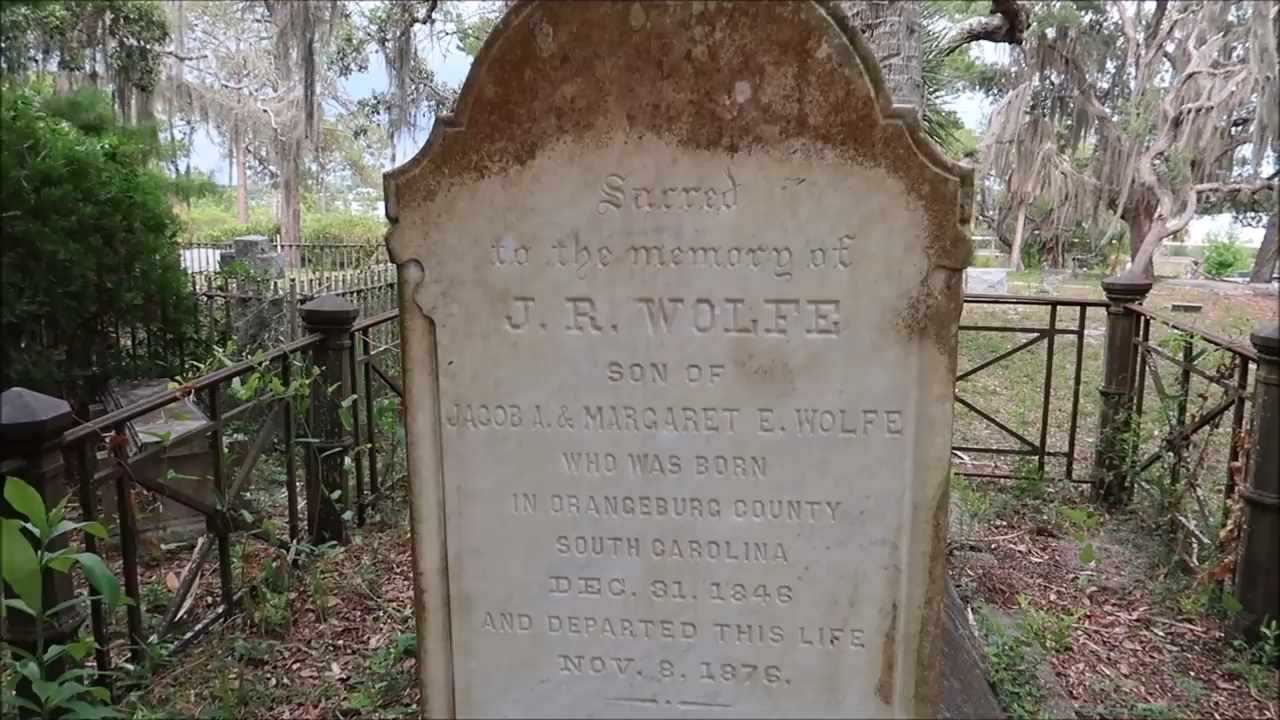 Sacred
to the memory of
J. R. WOLFE
SON OF
JACOB A. & MARGARET E. WOLFE
WHO WAS BORN
IN ORANGEBURG COUNTY
SOUTH CAROLINA
DEC. 31. 1846
AND DEPARTED THIS LIFE
NOV. 8. 1876.